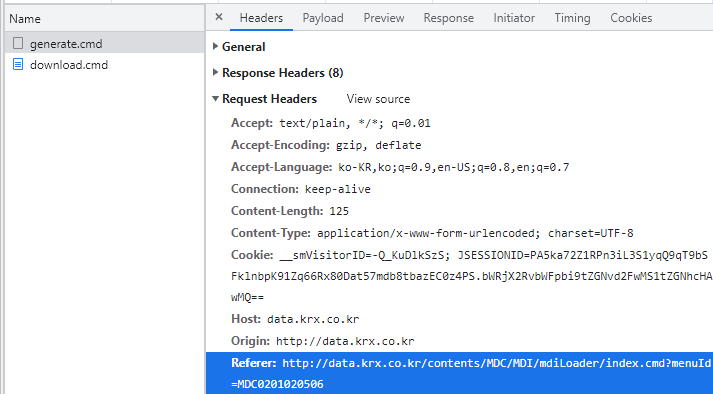 Name
generate.cmd
download.cmd
× Headers Payload Preview Response Initiator Timing Cookies
General
Response Headers (8)
Request Headers View source
Accept: text/plain, */*; q=0.01
Accept-Encoding: gzip, deflate
Accept-Language: ko-KR,ko;q=0.9,en-US;q=0.8,en;q=0.7
Connection: keep-alive
Content-Length: 125
Content-Type: application/x-www-form-urlencoded; charset=UTF-8
Cookie: __smVisitorID=-Q_KuDlkSzS; JSESSIONID=PA5ka72Z1RPn3iL3S1yqQ9qT9bS
FklnbpK91Zq66Rx80Dat57mdb8tbazEC0z4PS.bWRjX2RvbWFpbi9tZGNvd2FwMS1tZGNhcHA
wMQ==
Host: data.krx.co.kr
Origin: http://data.krx.co.kr
Referer: http://data.krx.co.kr/contents/MDC/MDI/mdiLoader/index.cmd?menuId
=MDC0201020506